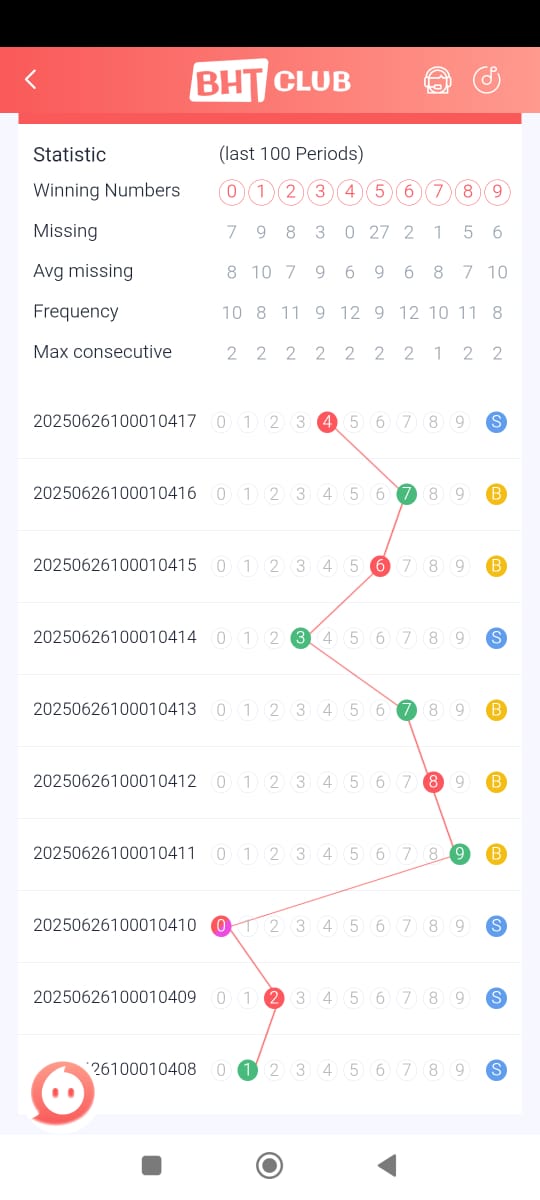 BHT CLUB
Statistic (last 100 Periods)
Winning Numbers 0 1 2 3 4 5 6 7 8 9
Missing 7 9 8 3 0 27 2 1 5 6
Avg missing 8 10 7 9 6 9 6 8 7 10
Frequency 10 8 11 9 12 9 12 10 11 8
Max consecutive 2 2 2 2 2 2 2 1 2 2
20250626100010417 0 1 2 3 4 5 6 7 8 9 S
20250626100010416 0 1 2 3 4 5 6 7 8 9 B
20250626100010415 0 1 2 3 4 5 6 7 8 9 B
20250626100010414 0 1 2 3 4 5 6 7 8 9 S
20250626100010413 0 1 2 3 4 5 6 7 8 9 B
20250626100010412 0 1 2 3 4 5 6 7 8 9 B
20250626100010411 0 1 2 3 4 5 6 7 8 9 B
20250626100010410 0 1 2 3 4 5 6 7 8 9 S
20250626100010409 0 1 2 3 4 5 6 7 8 9 S
26100010408 0 1 2 3 4 5 6 7 8 9 S